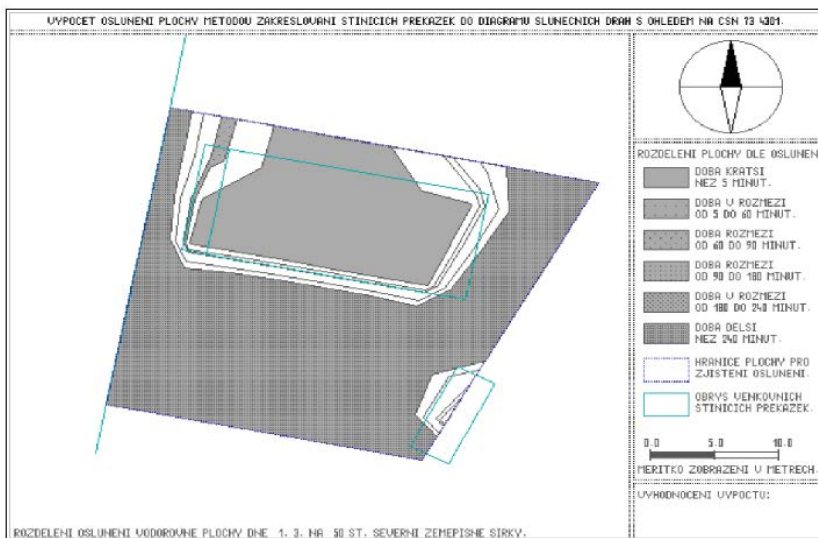 VYPOCET OSLUNENI PLOCHY METODOU ZAKRESLOVANI STINICICH PREKAZEK DO DIAGRAMU SLUNECNICH DRAH S OHLEDEM NA CSN 73 4301.
ROZDELENI PLOCHY DLE OSLUNEN
DOBA KRATSI
NEZ 5 MINUT.
DOBA V ROZMEZI
OD 5 DO 60 MINUT.
DOBA ROZMEZI
OD 60 DO 90 MINUT.
DOBA ROZMEZI
OD 90 DO 180 MINUT.
DOBA V ROZMEZI
OD 180 DO 240 MINUT.
DOBA DELSI
NEZ 240 MINUT.
HRANICE PLOCHY PRO
ZJISTENI OSLUNENI.
OBRYS VENKOVNICH
STINICICH PREKAZEK.
0.0 5.0 10.0
MERITKO ZOBRAZENI V METRECH.
VYHODNOCENI VYPOCTU:
ROZDELENI OSLUNENI VODOROVNE PLOCHY DNE 1. 3. NA 50 ST. SEVERNI ZEMEPISNE SIRKY.